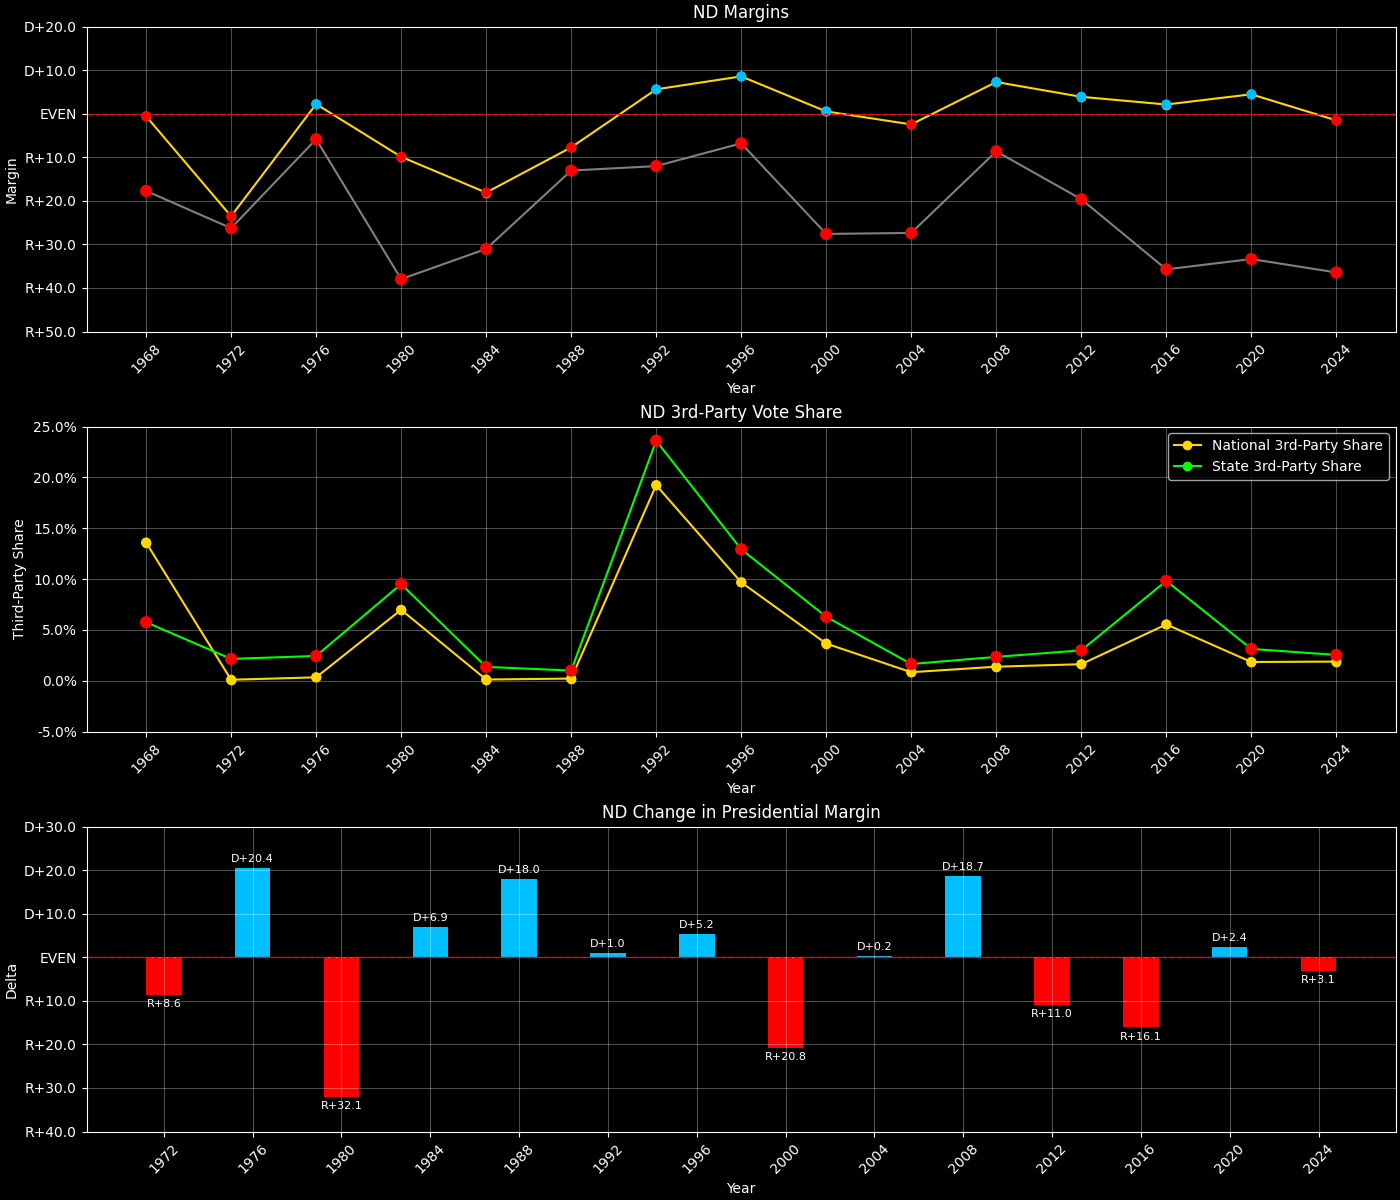 ND Margins
D+20.0
D+10.0
EVEN
R+10.0
R+20.0
R+30.0
R+40.0
R+50.0
Margin
1968 1972 1976 1980 1984 1988 1992 1996 2000 2004 2008 2012 2016 2020 2024
Year
ND 3rd-Party Vote Share
25.0%
20.0%
15.0%
10.0%
5.0%
0.0%
-5.0%
Third-Party Share
National 3rd-Party Share
State 3rd-Party Share
1968 1972 1976 1980 1984 1988 1992 1996 2000 2004 2008 2012 2016 2020 2024
Year
ND Change in Presidential Margin
D+30.0
D+20.0
D+10.0
EVEN
R+10.0
R+20.0
R+30.0
R+40.0
Delta
R+8.6
D+20.4
R+32.1
D+6.9
D+18.0
D+1.0
D+5.2
R+20.8
D+0.2
D+18.7
R+11.0
R+16.1
D+2.4
R+3.1
1972 1976 1980 1984 1988 1992 1996 2000 2004 2008 2012 2016 2020 2024
Year